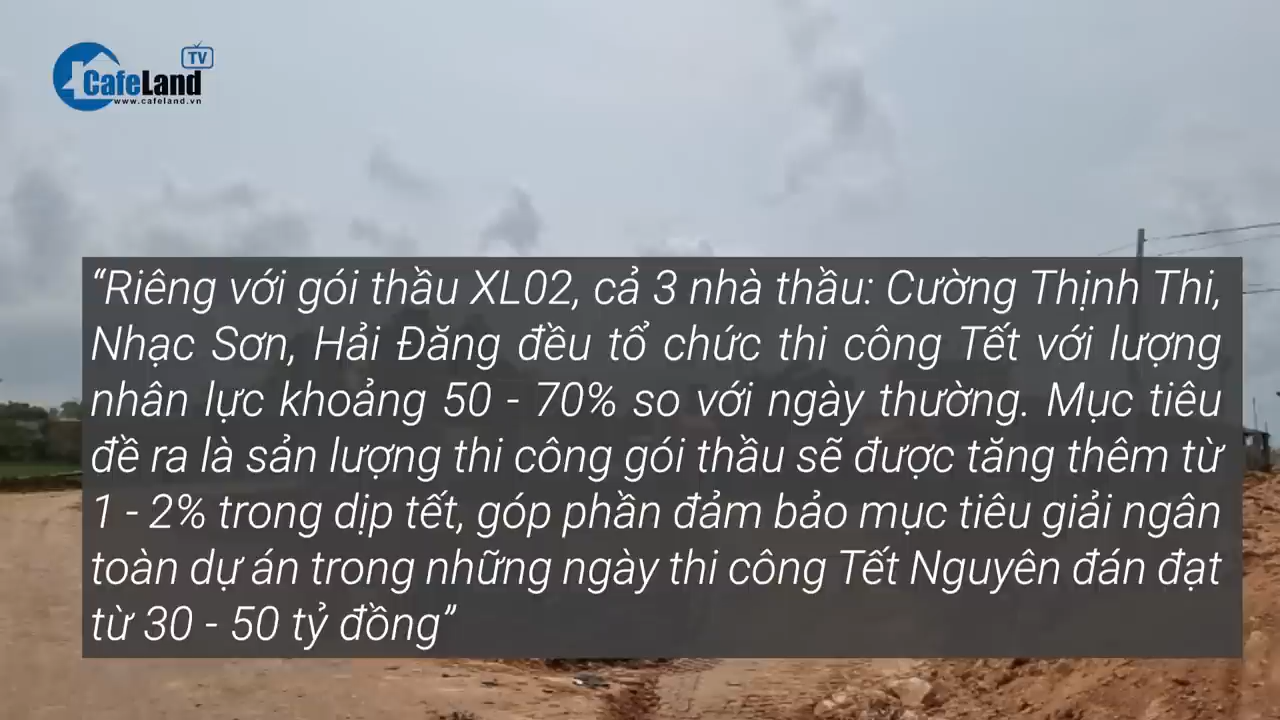 TV
CafeLand
www.cafeland.vn
“Riêng với gói thầu XL02, cả 3 nhà thầu: Cường Thịnh Thi,
Nhạc Sơn, Hải Đăng đều tổ chức thi công Tết với lượng
nhân lực khoảng 50 - 70% so với ngày thường. Mục tiêu
đề ra là sản lượng thi công gói thầu sẽ được tăng thêm từ
1 - 2% trong dịp tết, góp phần đảm bảo mục tiêu giải ngân
toàn dự án trong những ngày thi công Tết Nguyên đán đạt
từ 30 - 50 tỷ đồng”